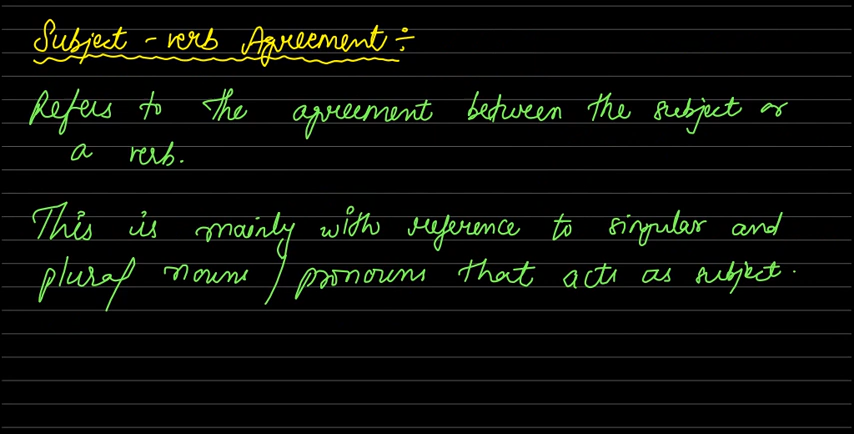 Subject - verb Agreement :-
Refers to the agreement between the subject or
a verb.
This is mainly with reference to singular and
plural nouns / pronouns that acts as subject.